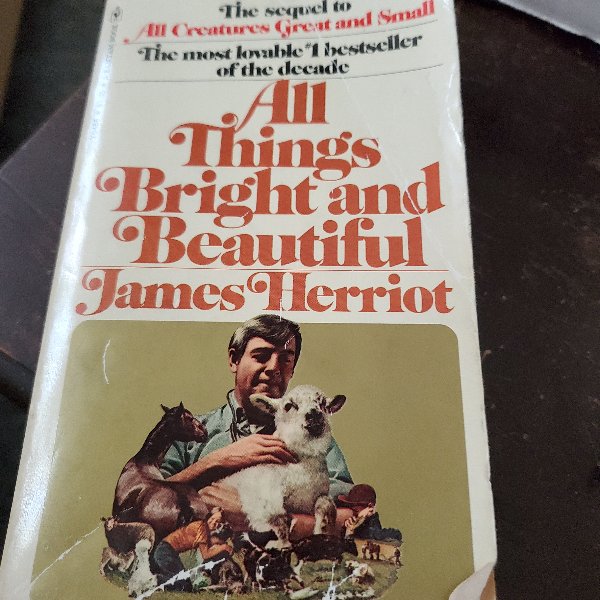 The sequel to
All Creatures Great and Small
The most lovable #1 bestseller
of the decade
All
Things
Bright and
Beautiful
James Herriot